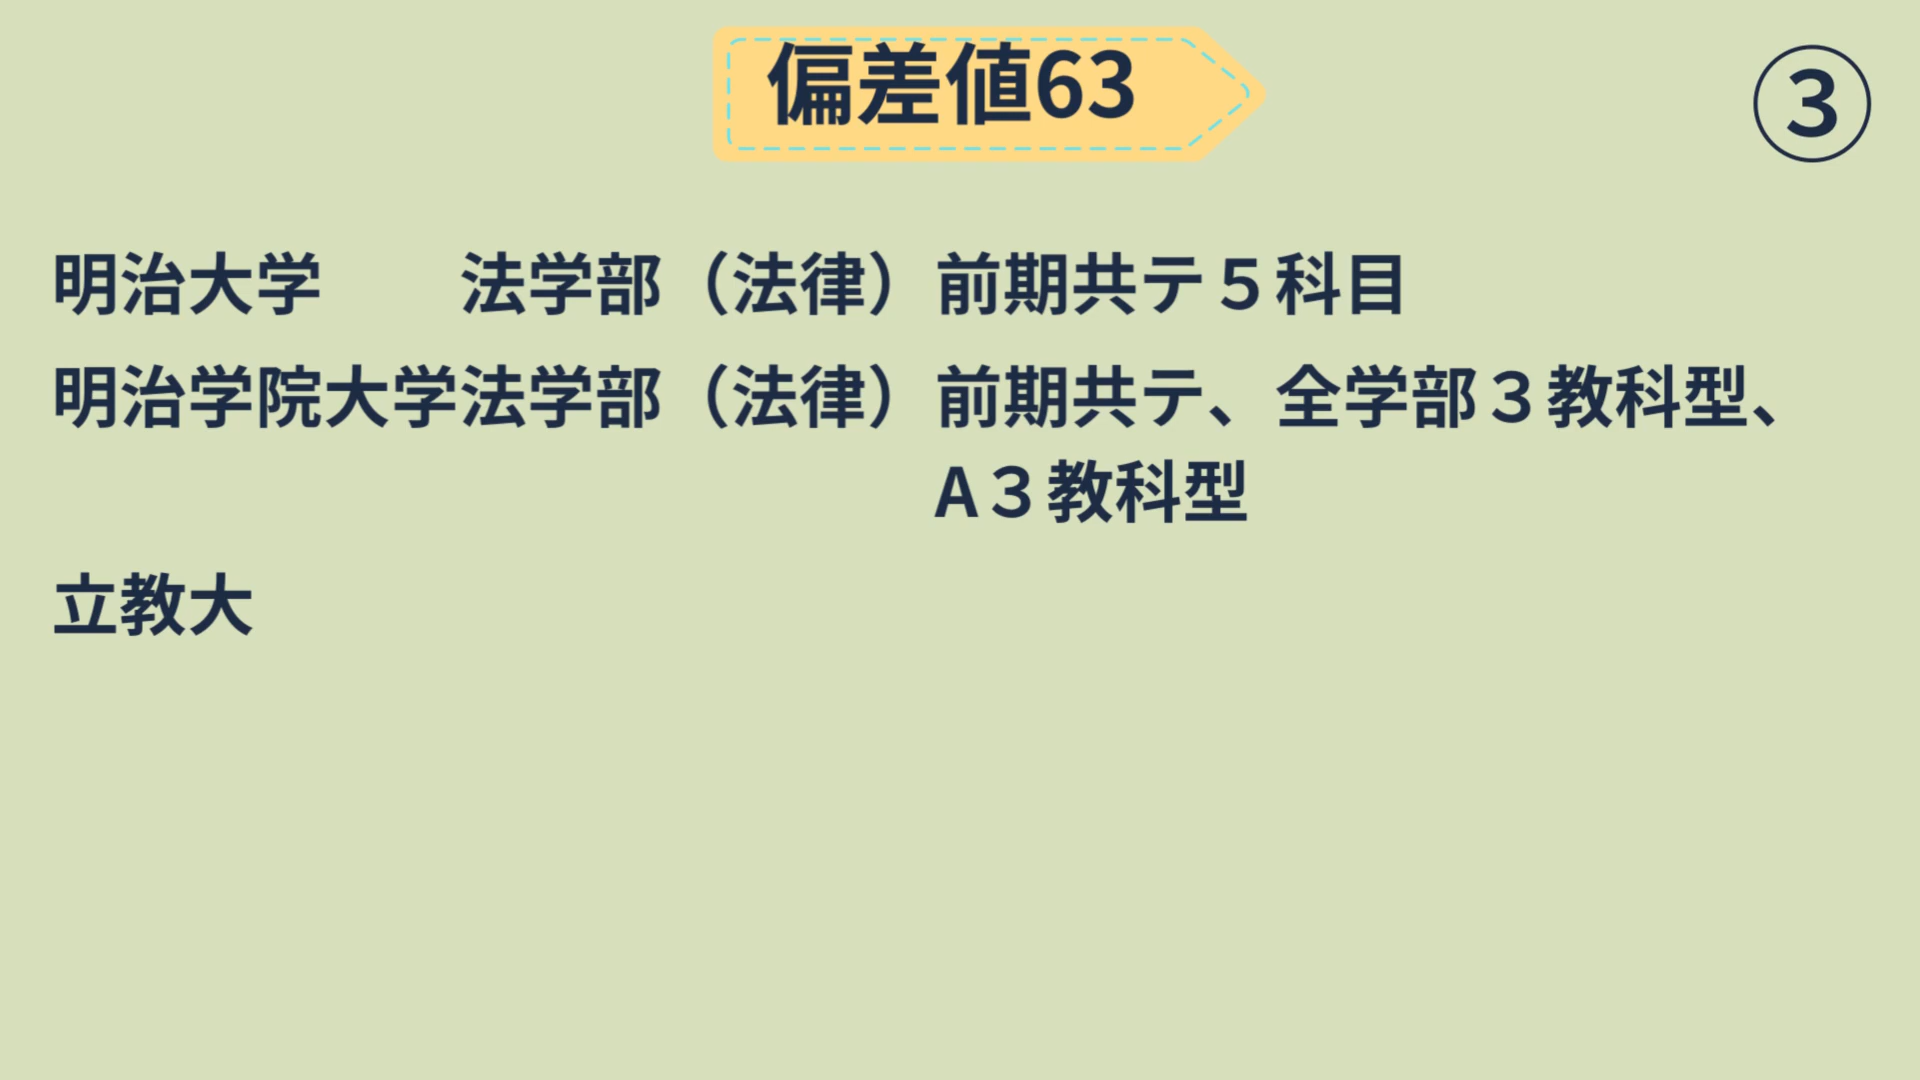 偏差値63
③
明治大学　　法学部（法律）前期共テ５科目
明治学院大学法学部（法律）前期共テ、全学部３教科型、
A３教科型
立教大